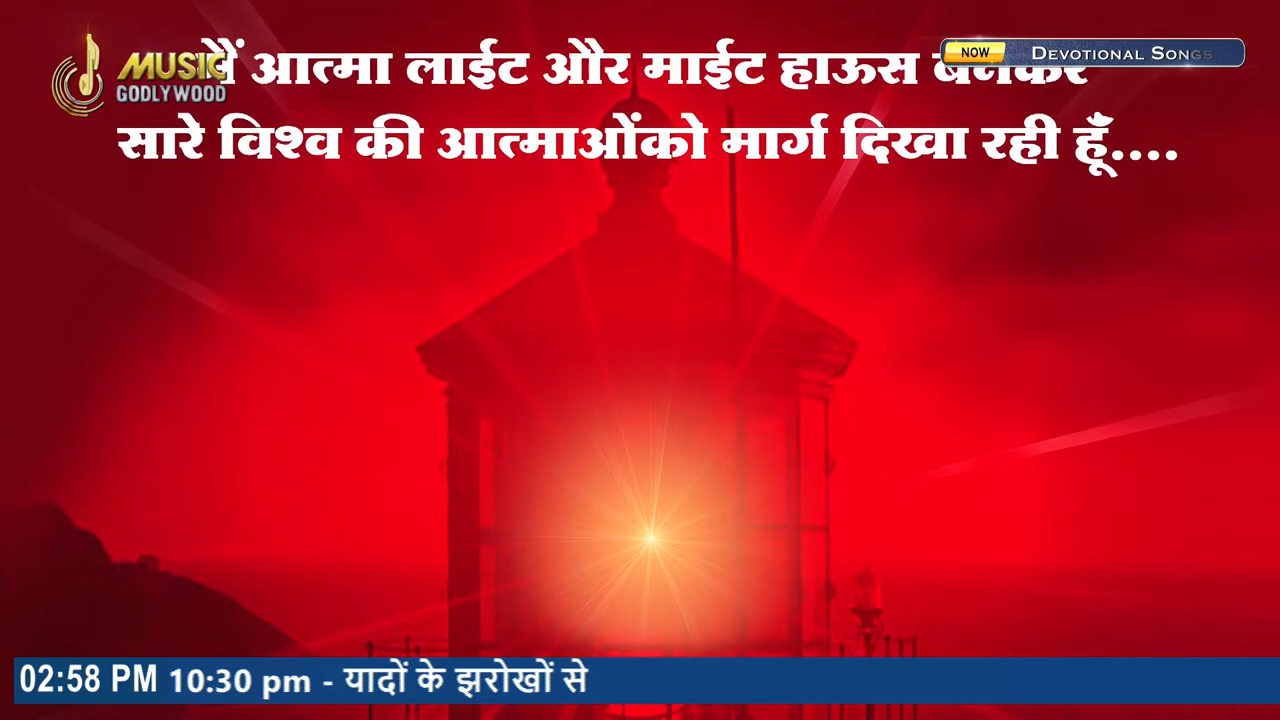 मैं आत्मा लाईट और माईट हाऊस बनकर
सारे विश्व की आत्माओंको मार्ग दिखा रही हूँ....
MUSIC
GODLYWOOD
NOW DEVOTIONAL SONGS
02:58 PM 10:30 pm - यादों के झरोखों से